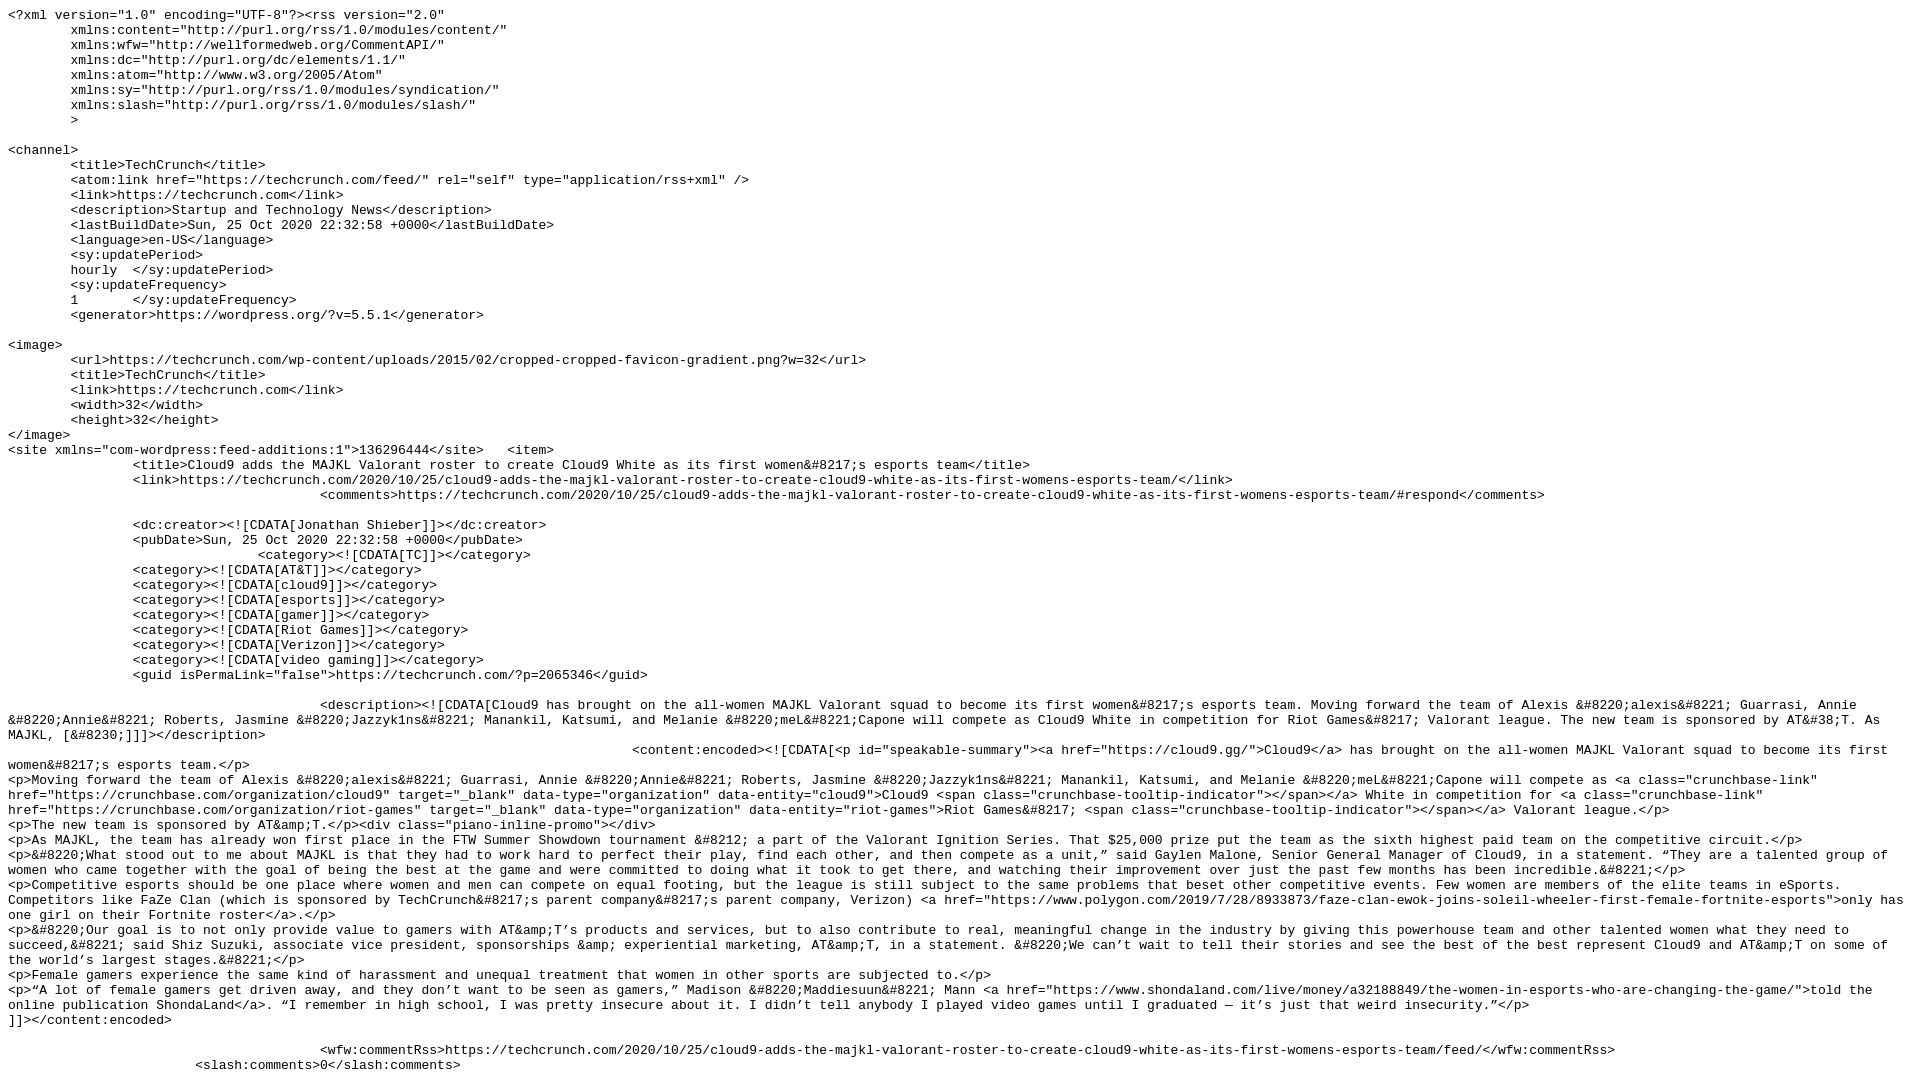 <?xml version="1.0" encoding="UTF-8"?><rss version="2.0"
xmlns:content="http://purl.org/rss/1.0/modules/content/"
xmlns:wfw="http://wellformedweb.org/CommentAPI/"
xmlns:dc="http://purl.org/dc/elements/1.1/"
xmlns:atom="http://www.w3.org/2005/Atom"
xmlns:sy="http://purl.org/rss/1.0/modules/syndication/"
xmlns:slash="http://purl.org/rss/1.0/modules/slash/"
>
<channel>
<title>TechCrunch</title>
<atom:link href="https://techcrunch.com/feed/" rel="self" type="application/rss+xml" />
<link>https://techcrunch.com</link>
<description>Startup and Technology News</description>
<lastBuildDate>Sun, 25 Oct 2020 22:32:58 +0000</lastBuildDate>
<language>en-US</language>
<sy:updatePeriod>
hourly  </sy:updatePeriod>
<sy:updateFrequency>
1       </sy:updateFrequency>
<generator>https://wordpress.org/?v=5.5.1</generator>
<image>
<url>https://techcrunch.com/wp-content/uploads/2015/02/cropped-cropped-favicon-gradient.png?w=32</url>
<title>TechCrunch</title>
<link>https://techcrunch.com</link>
<width>32</width>
<height>32</height>
</image>
<site xmlns="com-wordpress:feed-additions:1">136296444</site>   <item>
<title>Cloud9 adds the MAJKL Valorant roster to create Cloud9 White as its first women&#8217;s esports team</title>
<link>https://techcrunch.com/2020/10/25/cloud9-adds-the-majkl-valorant-roster-to-create-cloud9-white-as-its-first-womens-esports-team/</link>
<comments>https://techcrunch.com/2020/10/25/cloud9-adds-the-majkl-valorant-roster-to-create-cloud9-white-as-its-first-womens-esports-team/#respond</comments>
<dc:creator><![CDATA[Jonathan Shieber]]></dc:creator>
<pubDate>Sun, 25 Oct 2020 22:32:58 +0000</pubDate>
<category><![CDATA[TC]]></category>
<category><![CDATA[AT&T]]></category>
<category><![CDATA[cloud9]]></category>
<category><![CDATA[esports]]></category>
<category><![CDATA[gamer]]></category>
<category><![CDATA[Riot Games]]></category>
<category><![CDATA[Verizon]]></category>
<category><![CDATA[video gaming]]></category>
<guid isPermaLink="false">https://techcrunch.com/?p=2065346</guid>
<description><![CDATA[Cloud9 has brought on the all-women MAJKL Valorant squad to become its first women&#8217;s esports team. Moving forward the team of Alexis &#8220;alexis&#8221; Guarrasi, Annie
&#8220;Annie&#8221; Roberts, Jasmine &#8220;Jazzyk1ns&#8221; Manankil, Katsumi, and Melanie &#8220;meL&#8221;Capone will compete as Cloud9 White in competition for Riot Games&#8217; Valorant league. The new team is sponsored by AT&#38;T. As
MAJKL, [&#8230;]]]></description>
<content:encoded><![CDATA[<p id="speakable-summary"><a href="https://cloud9.gg/">Cloud9</a> has brought on the all-women MAJKL Valorant squad to become its first
women&#8217;s esports team.</p>
<p>Moving forward the team of Alexis &#8220;alexis&#8221; Guarrasi, Annie &#8220;Annie&#8221; Roberts, Jasmine &#8220;Jazzyk1ns&#8221; Manankil, Katsumi, and Melanie &#8220;meL&#8221;Capone will compete as <a class="crunchbase-link"
href="https://crunchbase.com/organization/cloud9" target="_blank" data-type="organization" data-entity="cloud9">Cloud9 <span class="crunchbase-tooltip-indicator"></span></a> White in competition for <a class="crunchbase-link"
href="https://crunchbase.com/organization/riot-games" target="_blank" data-type="organization" data-entity="riot-games">Riot Games&#8217; <span class="crunchbase-tooltip-indicator"></span></a> Valorant league.</p>
<p>The new team is sponsored by AT&amp;T.</p><div class="piano-inline-promo"></div>
<p>As MAJKL, the team has already won first place in the FTW Summer Showdown tournament &#8212; a part of the Valorant Ignition Series. That $25,000 prize put the team as the sixth highest paid team on the competitive circuit.</p>
<p>&#8220;What stood out to me about MAJKL is that they had to work hard to perfect their play, find each other, and then compete as a unit,” said Gaylen Malone, Senior General Manager of Cloud9, in a statement. “They are a talented group of
women who came together with the goal of being the best at the game and were committed to doing what it took to get there, and watching their improvement over just the past few months has been incredible.&#8221;</p>
<p>Competitive esports should be one place where women and men can compete on equal footing, but the league is still subject to the same problems that beset other competitive events. Few women are members of the elite teams in eSports.
Competitors like FaZe Clan (which is sponsored by TechCrunch&#8217;s parent company&#8217;s parent company, Verizon) <a href="https://www.polygon.com/2019/7/28/8933873/faze-clan-ewok-joins-soleil-wheeler-first-female-fortnite-esports">only has
one girl on their Fortnite roster</a>.</p>
<p>&#8220;Our goal is to not only provide value to gamers with AT&amp;T’s products and services, but to also contribute to real, meaningful change in the industry by giving this powerhouse team and other talented women what they need to
succeed,&#8221; said Shiz Suzuki, associate vice president, sponsorships &amp; experiential marketing, AT&amp;T, in a statement. &#8220;We can’t wait to tell their stories and see the best of the best represent Cloud9 and AT&amp;T on some of
the world’s largest stages.&#8221;</p>
<p>Female gamers experience the same kind of harassment and unequal treatment that women in other sports are subjected to.</p>
<p>“A lot of female gamers get driven away, and they don’t want to be seen as gamers,” Madison &#8220;Maddiesuun&#8221; Mann <a href="https://www.shondaland.com/live/money/a32188849/the-women-in-esports-who-are-changing-the-game/">told the
online publication ShondaLand</a>. “I remember in high school, I was pretty insecure about it. I didn’t tell anybody I played video games until I graduated — it’s just that weird insecurity.”</p>
]]></content:encoded>
<wfw:commentRss>https://techcrunch.com/2020/10/25/cloud9-adds-the-majkl-valorant-roster-to-create-cloud9-white-as-its-first-womens-esports-team/feed/</wfw:commentRss>
<slash:comments>0</slash:comments>